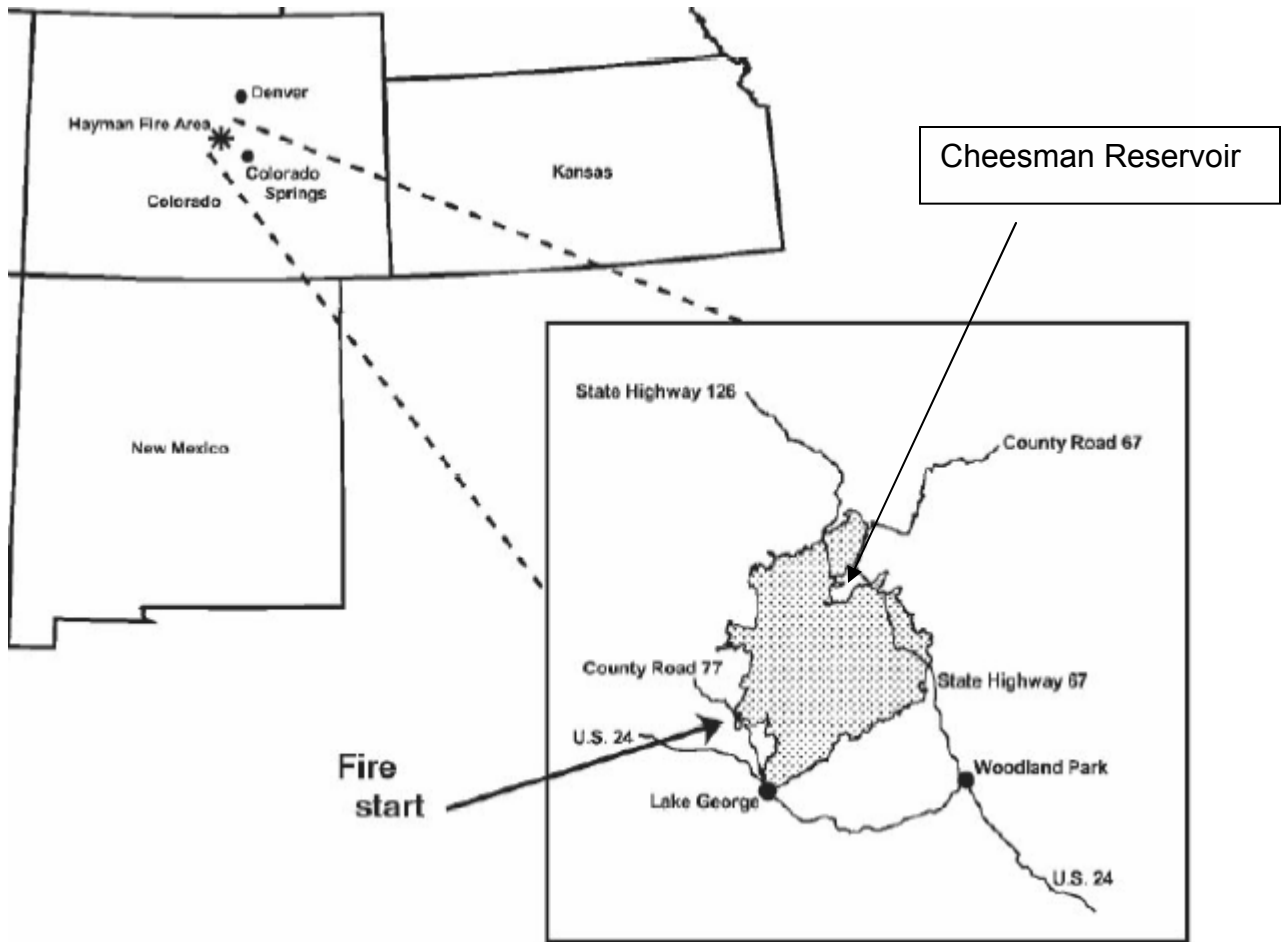 Denver
Hayman Fire Area
Colorado
Springs
Colorado
Kansas
New Mexico
Cheesman Reservoir
State Highway 126
County Road 67
County Road 77
State Highway 67
U.S. 24
Fire
start
Woodland Park
Lake George
U.S. 24